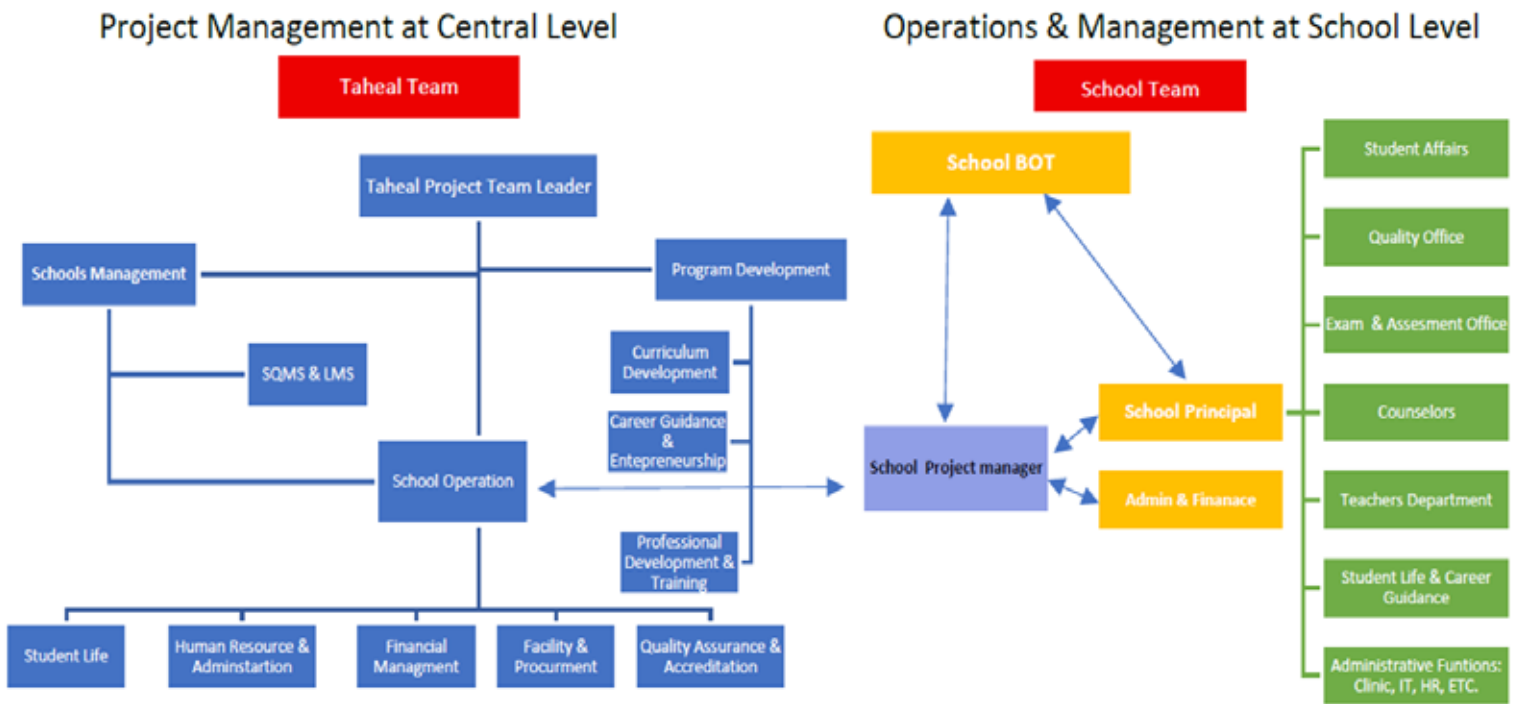 Project Management at Central Level
Taheal Team
Taheal Project Team Leader
Schools Management
Program Development
SQMS & LMS
Curriculum
Development
Career Guidance
&
Entepreneurship
School Operation
Professional
Development &
Training
Student Life
Human Resource &
Adminstartion
Financial
Managment
Facility &
Procurment
Quality Assurance &
Accreditation
Operations & Management at School Level
School Team
School BOT
School Project manager
School Principal
Admin & Finanace
Student Affairs
Quality Office
Exam & Assesment Office
Counselors
Teachers Department
Student Life & Career
Guidance
Administrative Funtions:
Clinic, IT, HR, ETC.